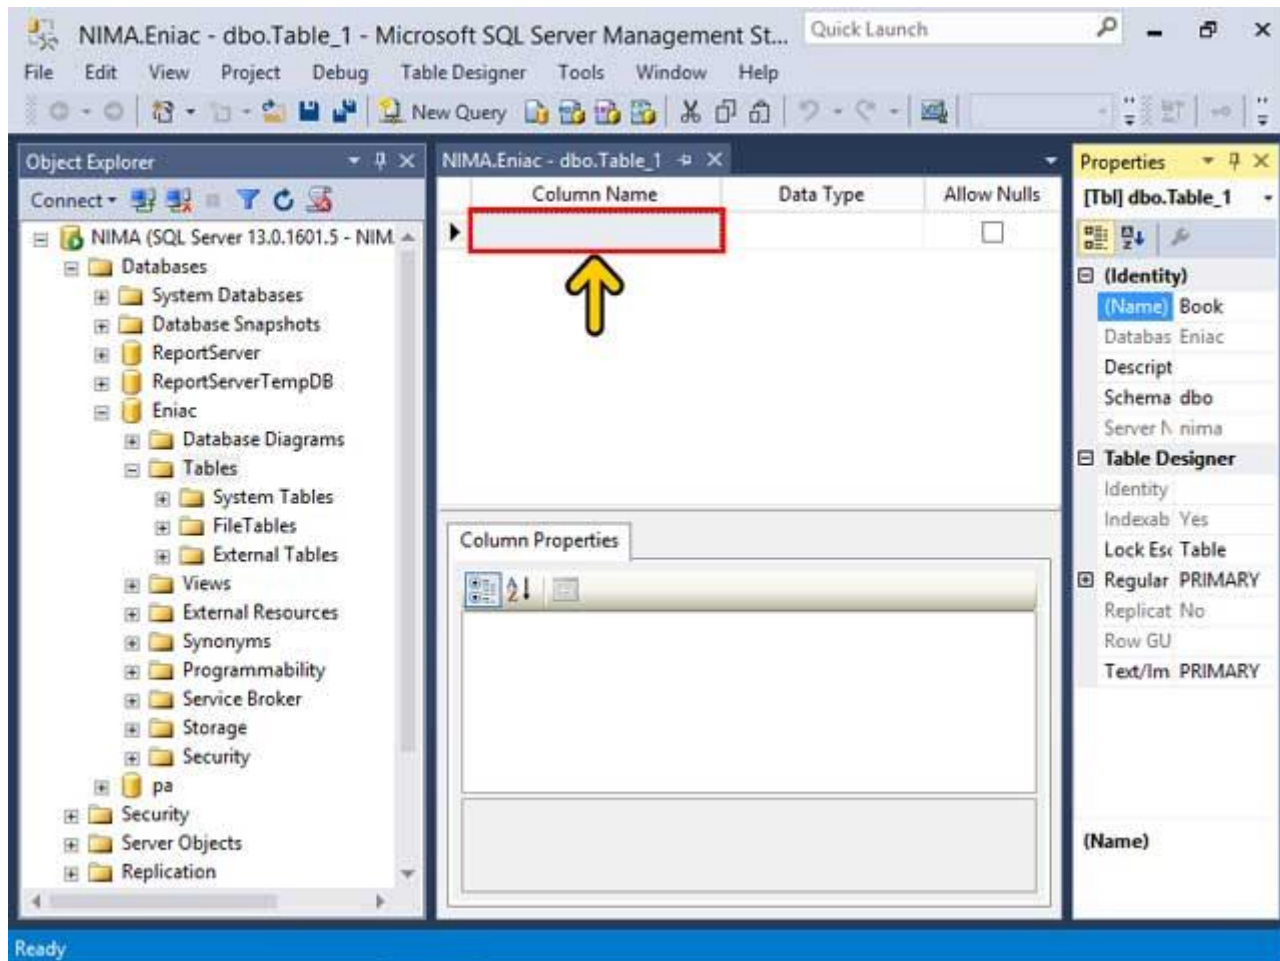 NIMA.Eniac - dbo.Table_1 - Microsoft SQL Server Management St...
Quick Launch
File Edit View Project Debug Table Designer Tools Window Help
New Query
Object Explorer
Connect
NIMA (SQL Server 13.0.1601.5 - NIM
Databases
System Databases
Database Snapshots
ReportServer
ReportServerTempDB
Eniac
Database Diagrams
Tables
System Tables
FileTables
External Tables
Views
External Resources
Synonyms
Programmability
Service Broker
Storage
Security
pa
Security
Server Objects
Replication
NIMA.Eniac - dbo.Table_1
Column Name Data Type Allow Nulls
Column Properties
Properties
[Tbl] dbo.Table_1
(Identity)
(Name) Book
Databas Eniac
Descript
Schema dbo
Server N nima
Table Designer
Identity
Indexab Yes
Lock Esc Table
Regular PRIMARY
Replicat No
Row GU
Text/Im PRIMARY
(Name)
Ready